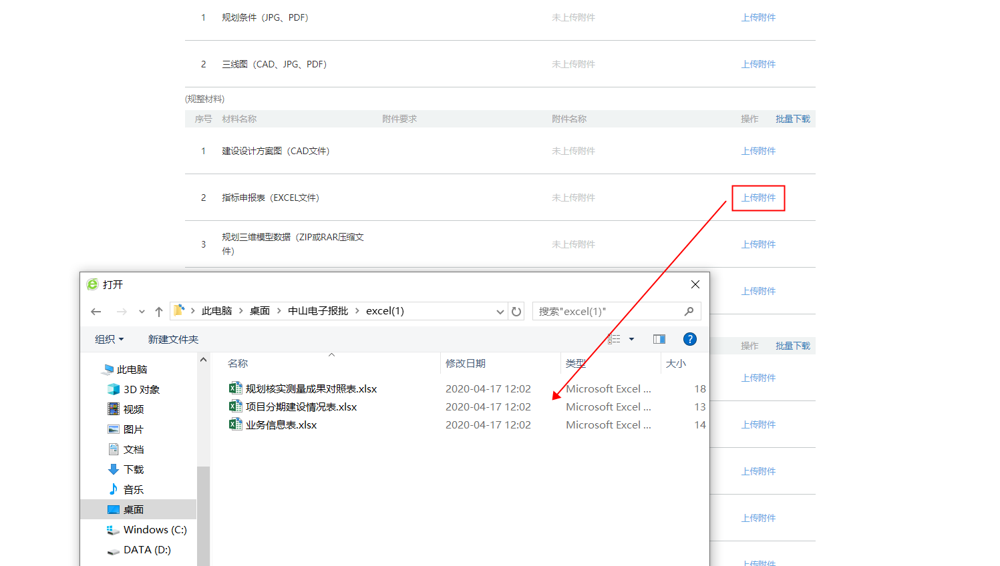 1 规划条件（JPG、PDF） 未上传附件 上传附件
2 三线图（CAD、JPG、PDF） 未上传附件 上传附件
(规整材料)
序号 材料名称 附件要求 附件名称 操作 批量下载
1 建设设计方案图（CAD文件） 未上传附件 上传附件
2 指标申报表（EXCEL文件） 未上传附件 上传附件
3 规划三维模型数据（ZIP或RAR压缩文 未上传附件 上传附件
件）
上传附件
操作 批量下载
上传附件
上传附件
上传附件
上传附件
上传附件
打开
此电脑 桌面 中山电子报批 excel(1) 搜索"excel(1)"
组织 新建文件夹 ?
名称 修改日期 类型 大小
规划核实测量成果对照表.xlsx 2020-04-17 12:02 Microsoft Excel ... 18
项目分期建设情况表.xlsx 2020-04-17 12:02 Microsoft Excel ... 13
业务信息表.xlsx 2020-04-17 12:02 Microsoft Excel ... 14
此电脑
3D 对象
视频
图片
文档
下载
音乐
桌面
Windows (C:)
DATA (D:)